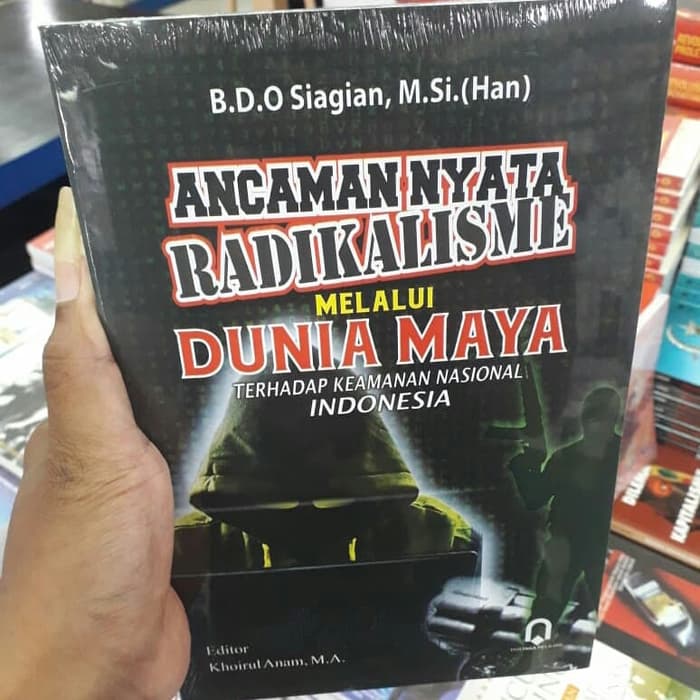 B.D.O Siagian, M.Si.(Han)
ANCAMAN NYATA
RADIKALISME
MELALUI
DUNIA MAYA
TERHADAP KEAMANAN NASIONAL
INDONESIA
Editor
Khoirul Anam, M.A.